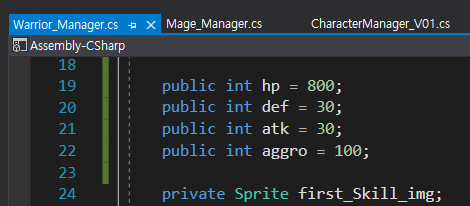 Warrior_Manager.cs Mage_Manager.cs CharacterManager_V01.cs
Assembly-CSharp
18
19 public int hp = 800;
20 public int def = 30;
21 public int atk = 30;
22 public int aggro = 100;
23
24 private Sprite first_Skill_img;